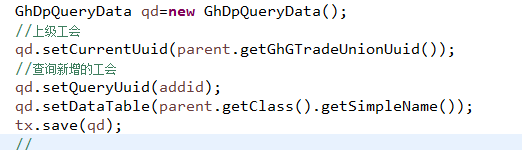 GhDpQueryData qd=new GhDpQueryData();
//上级工会
qd.setCurrentUuid(parent.getGhGTradeUnionUuid());
//查询新增的工会
qd.setQueryUuid(addid);
qd.setDataTable(parent.getClass().getSimpleName());
tx.save(qd);
//